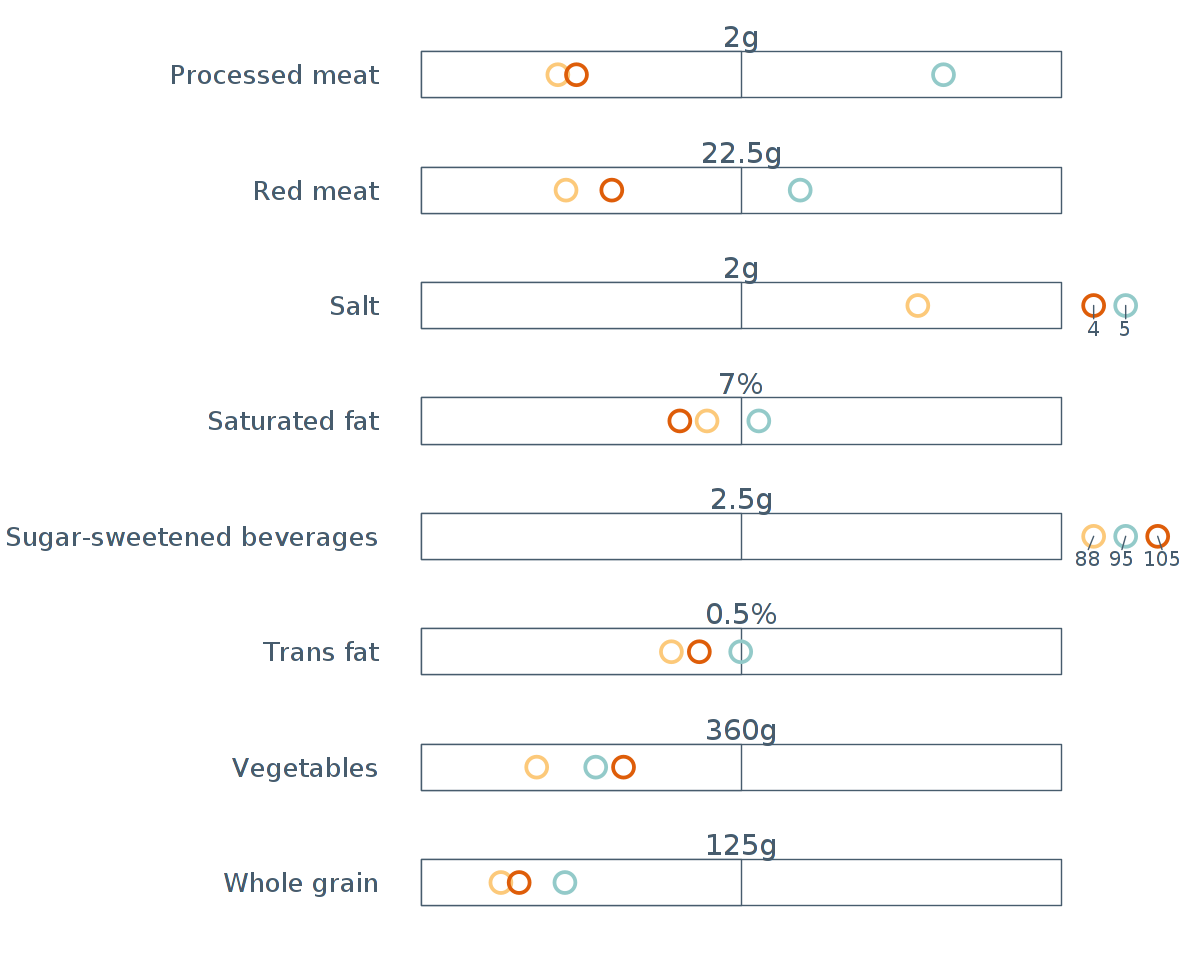 2g
Processed meat
22.5g
Red meat
2g
Salt
4 5
7%
Saturated fat
2.5g
Sugar-sweetened beverages
88 95 105
0.5%
Trans fat
360g
Vegetables
125g
Whole grain